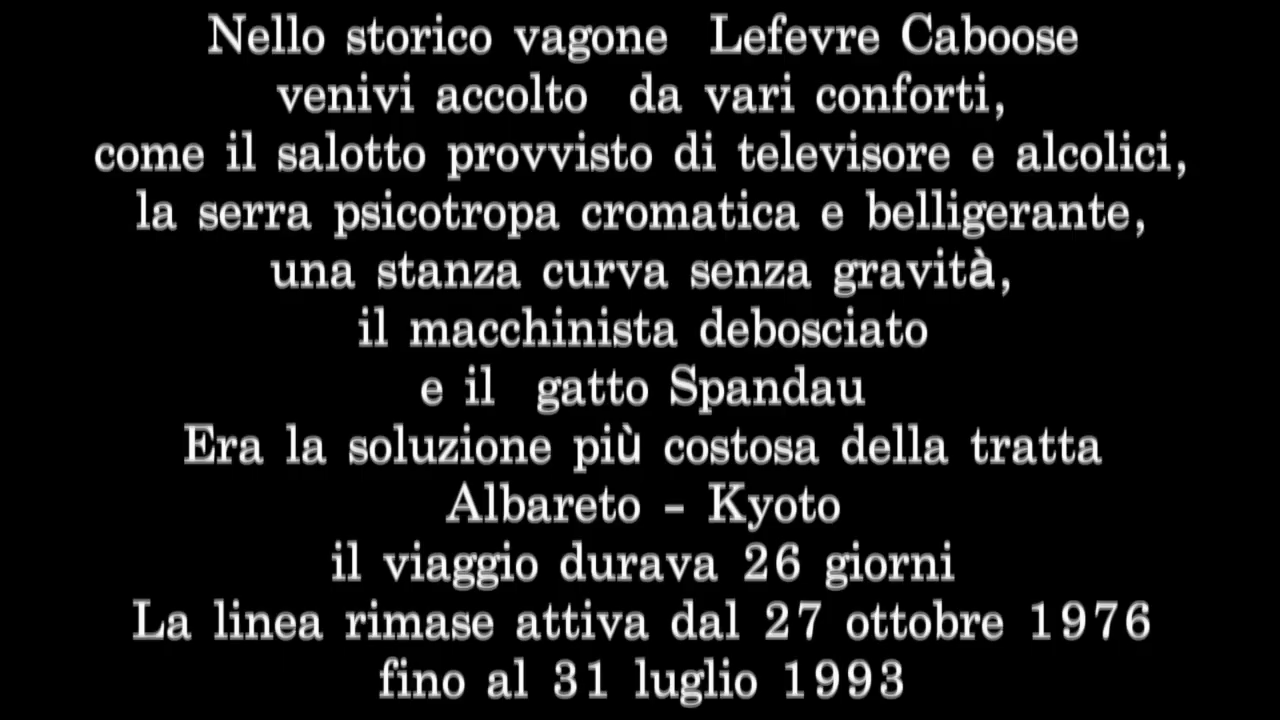 Nello storico vagone Lefevre Caboose
venivi accolto da vari conforti,
come il salotto provvisto di televisore e alcolici,
la serra psicotropa cromatica e belligerante,
una stanza curva senza gravità,
il macchinista debosciato
e il gatto Spandau
Era la soluzione più costosa della tratta
Albareto - Kyoto
il viaggio durava 26 giorni
La linea rimase attiva dal 27 ottobre 1976
fino al 31 luglio 1993